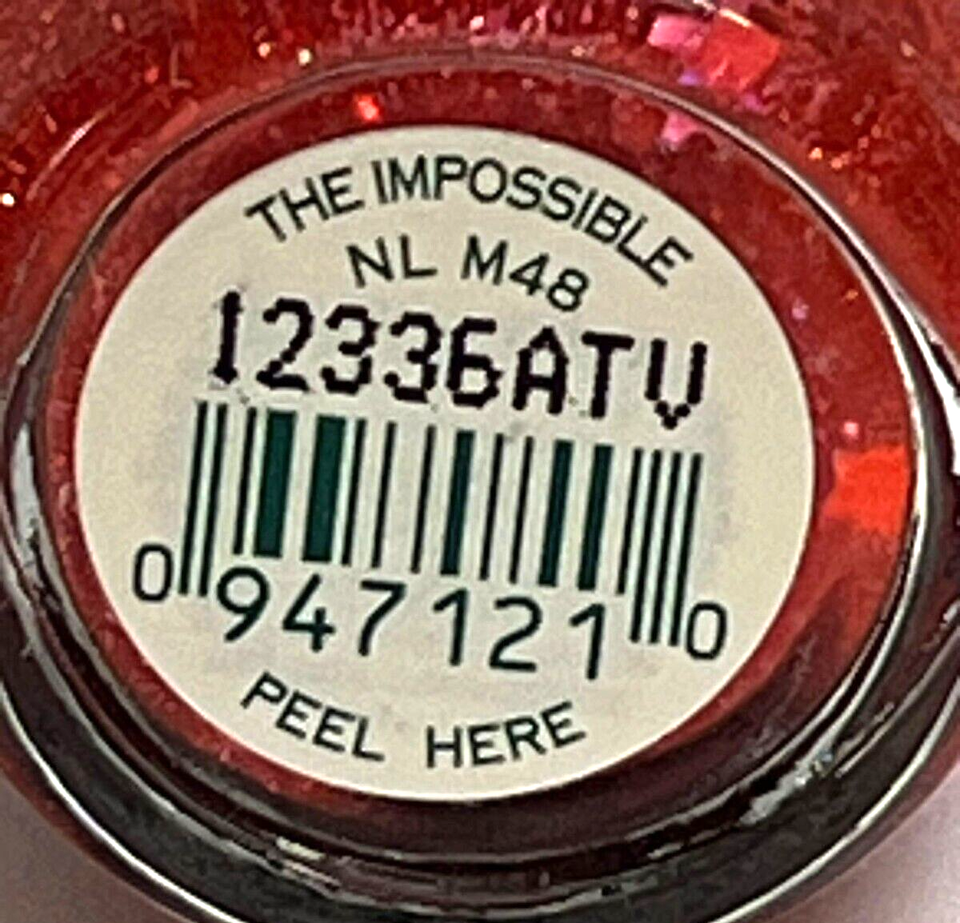 THE IMPOSSIBLE
NL M48
12336ATV
0 947121 0
PEEL HERE